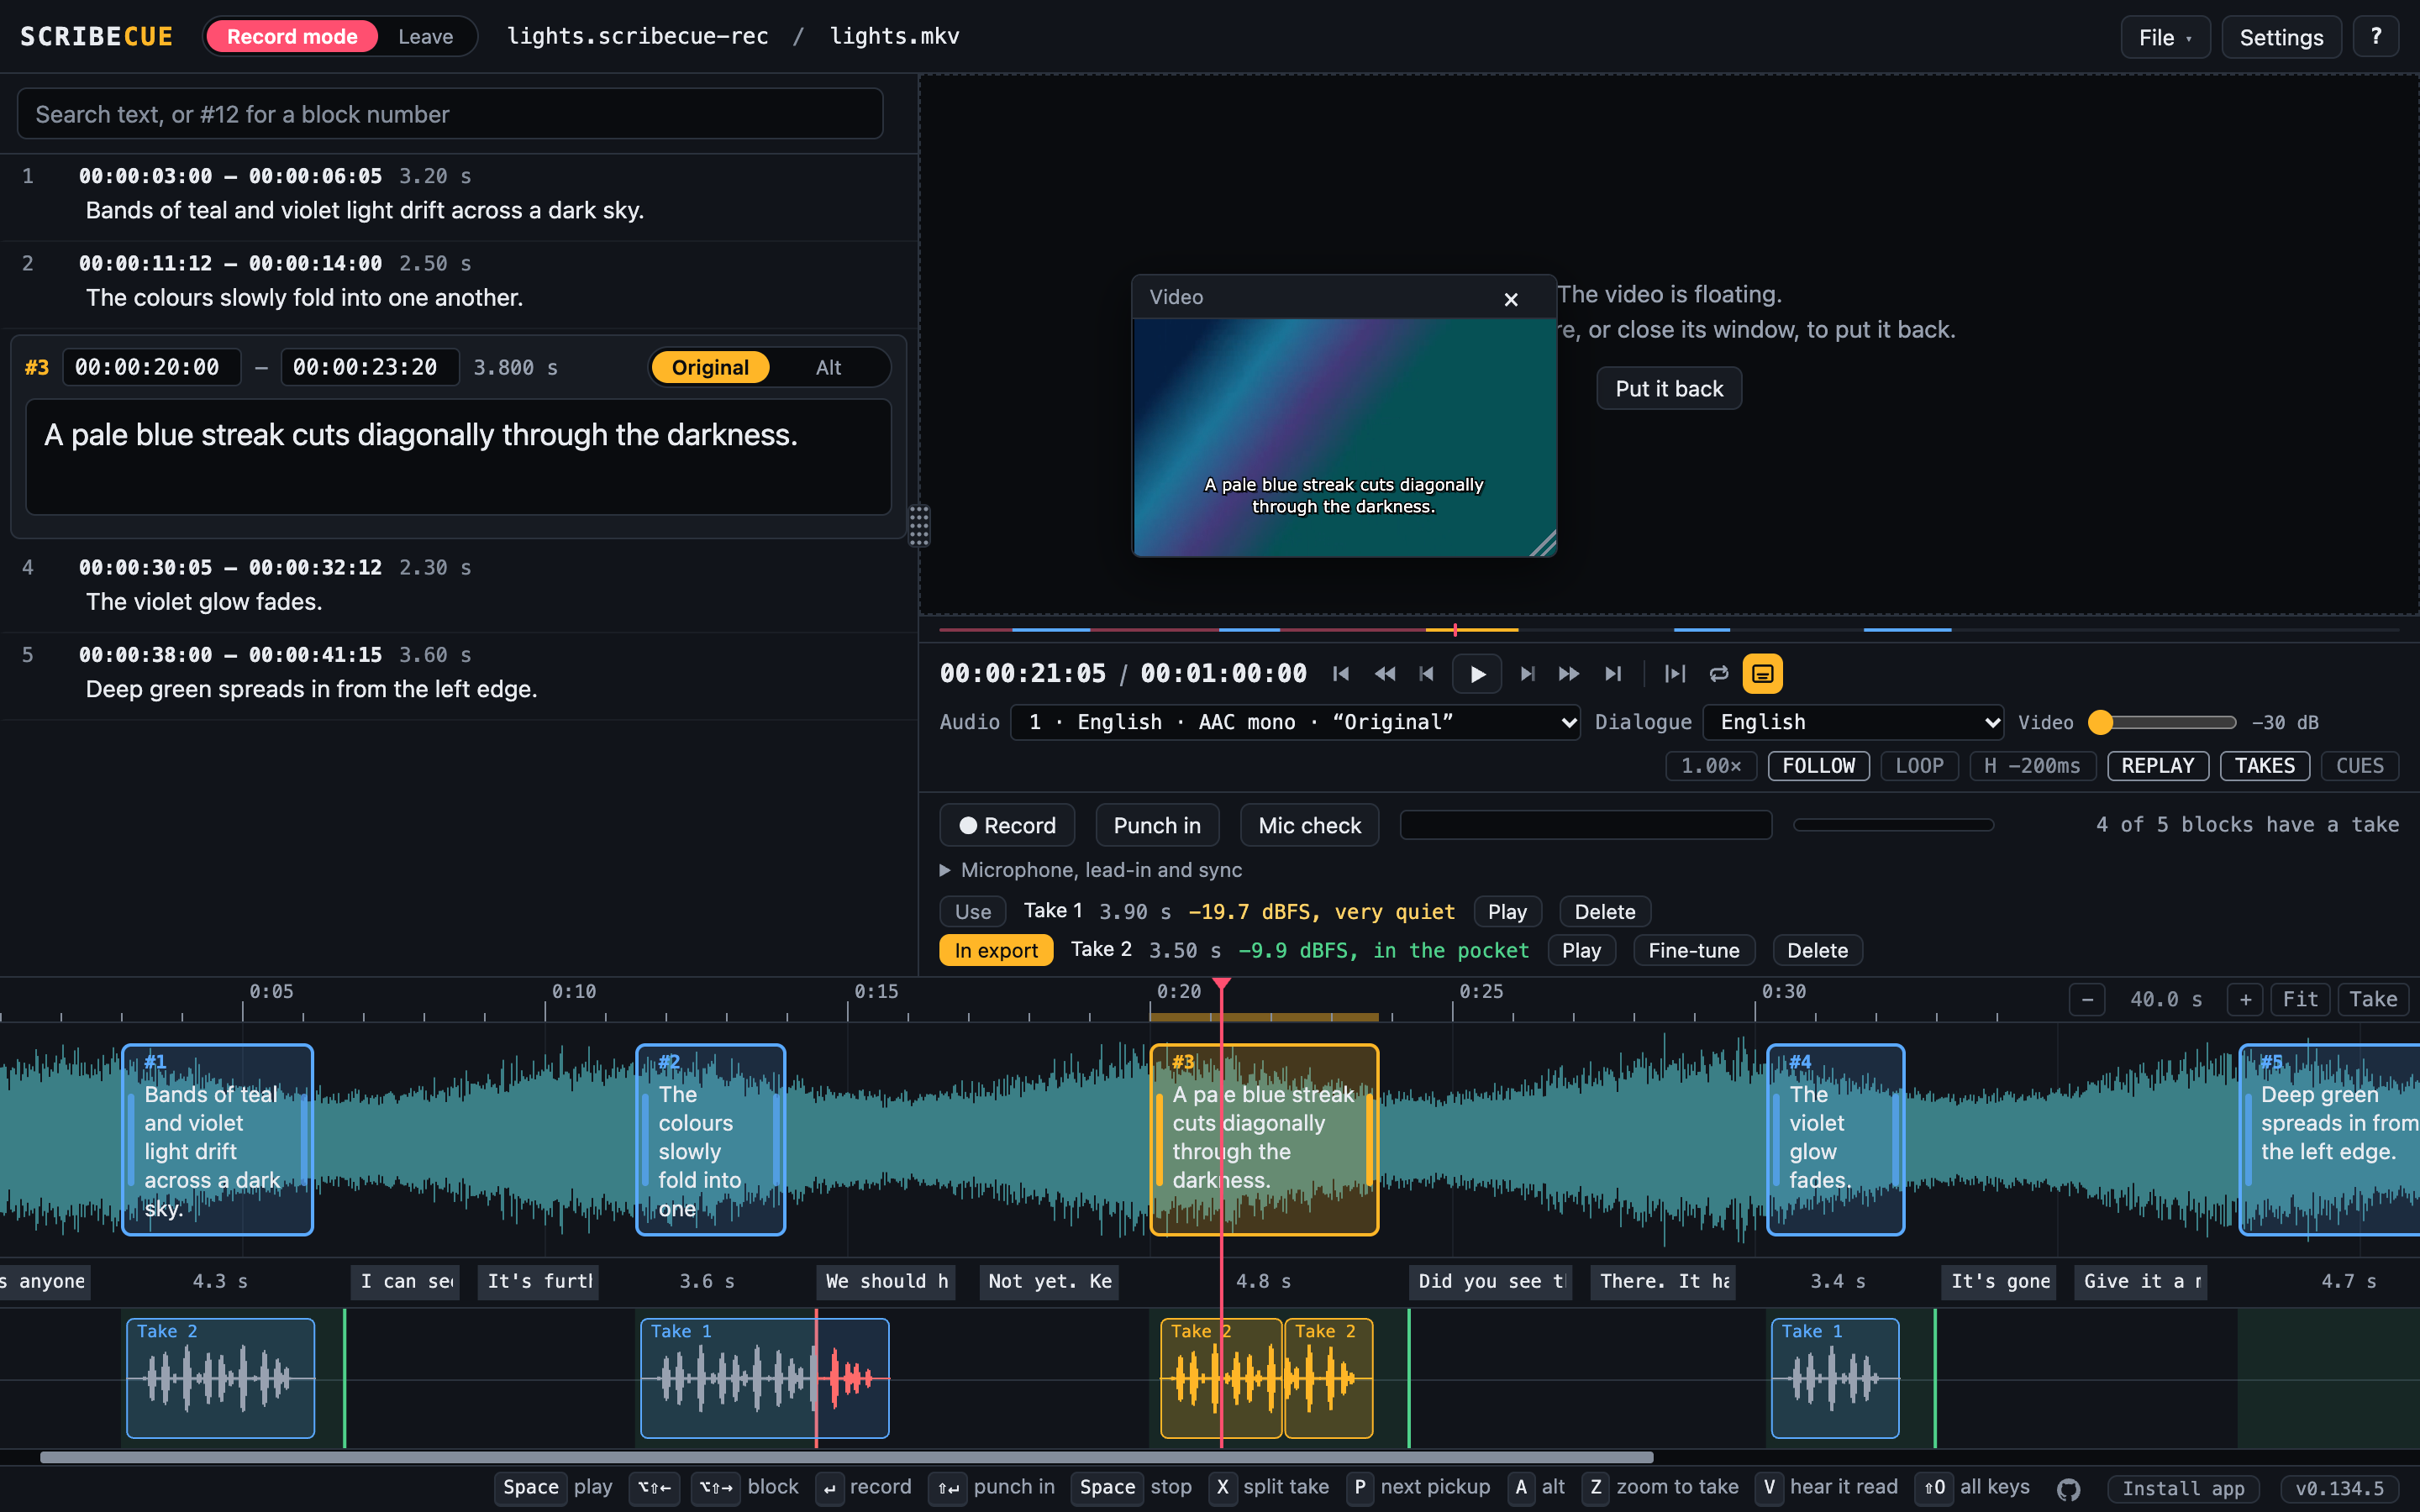 SCRIBECUE Record mode Leave lights.scribecue-rec / lights.mkv File Settings ?
Search text, or #12 for a block number
1 00:00:03:00 — 00:00:06:05 3.20 s
Bands of teal and violet light drift across a dark sky.
2 00:00:11:12 — 00:00:14:00 2.50 s
The colours slowly fold into one another.
#3 00:00:20:00 — 00:00:23:20 3.800 s Original Alt
A pale blue streak cuts diagonally through the darkness.
4 00:00:30:05 — 00:00:32:12 2.30 s
The violet glow fades.
5 00:00:38:00 — 00:00:41:15 3.60 s
Deep green spreads in from the left edge.
Video ×
The video is floating.
re, or close its window, to put it back.
Put it back
A pale blue streak cuts diagonally
through the darkness.
00:00:21:05 / 00:01:00:00
Audio 1 · English · AAC mono · “Original” Dialogue English Video −30 dB
1.00× FOLLOW LOOP H −200ms REPLAY TAKES CUES
Record Punch in Mic check 4 of 5 blocks have a take
Microphone, lead-in and sync
Use Take 1 3.90 s −19.7 dBFS, very quiet Play Delete
In export Take 2 3.50 s −9.9 dBFS, in the pocket Play Fine-tune Delete
0:05 0:10 0:15 0:20 0:25 0:30 − 40.0 s + Fit Take
#1
Bands of teal
and violet
light drift
across a dark
sky.
#2
The
colours
slowly
fold into
one
#3
A pale blue streak
cuts diagonally
through the
darkness.
#4
The
violet
glow
fades.
#5
Deep green
spreads in from
the left edge.
s anyone 4.3 s I can see It's furth 3.6 s We should h Not yet. Ke 4.8 s Did you see t There. It ha 3.4 s It's gone Give it a 4.7 s
Take 2 Take 1 Take 2 Take 2 Take 1
Space play ⌥⇧← ⌥⇧→ block ↵ record ⇧↵ punch in Space stop X split take P next pickup A alt Z zoom to take V hear it read ⇧0 all keys Install app v0.134.5